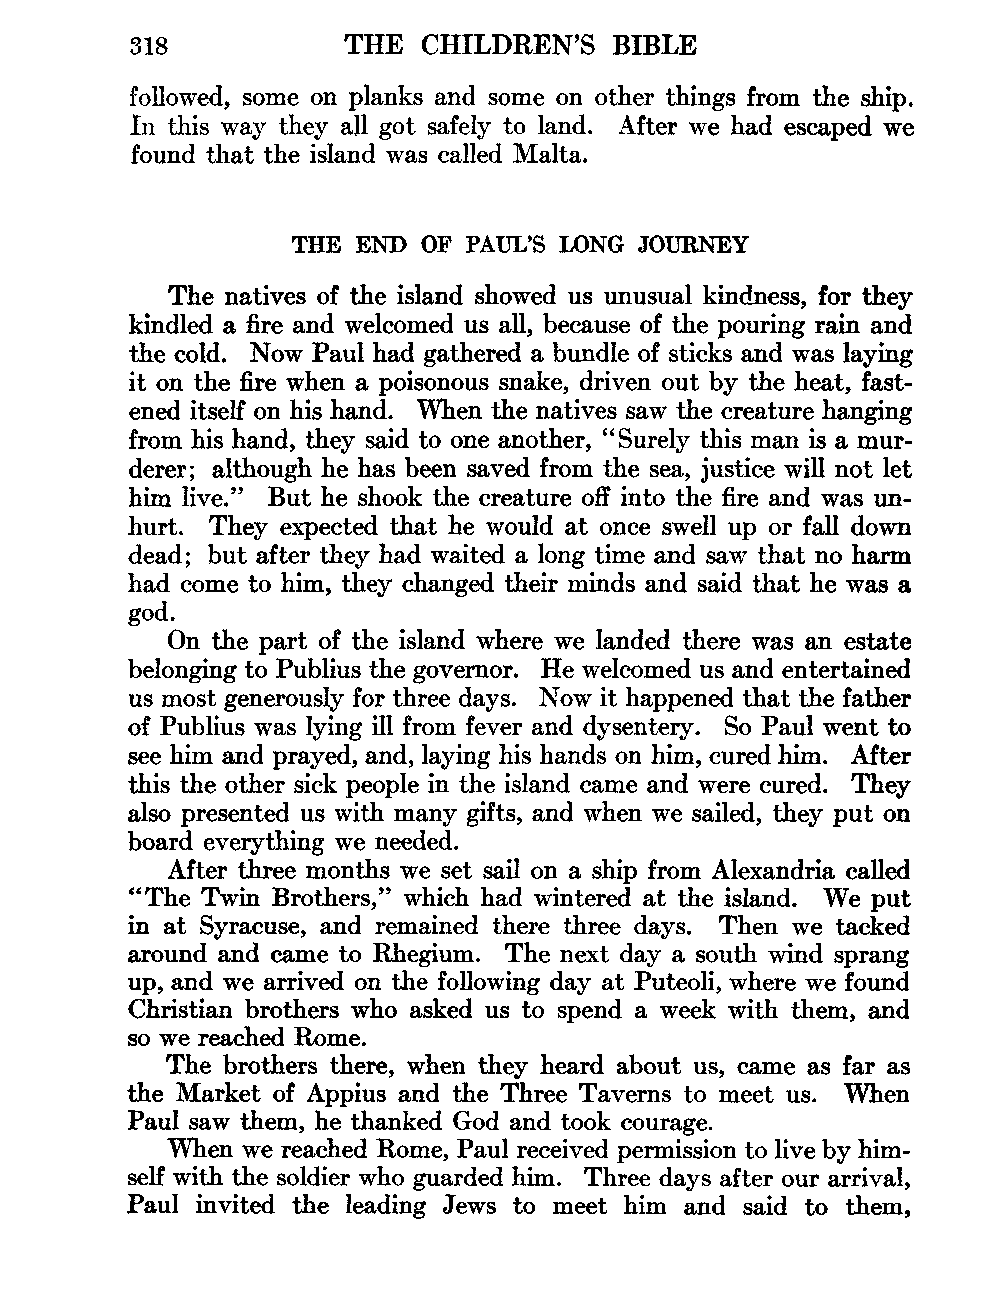 318 THE CHILDREN'S BIBLE
followed, some on planks and some on other things from the ship.
In this way they all got safely to land. After we had escaped we
found that the island was called Malta.
THE END OF PAUL'S LONG JOURNEY
The natives of the island showed us unusual kindness, for they
kindled a fire and welcomed us all, because of the pouring rain and
the cold. Now Paul had gathered a bundle of sticks and was laying
it on the fire when a poisonous snake, driven out by the heat, fast-
ened itself on his hand. When the natives saw the creature hanging
from his hand, they said to one another, “Surely this man is a mur-
derer; although he has been saved from the sea, justice will not let
him live.” But he shook the creature off into the fire and was un-
hurt. They expected that he would at once swell up or fall down
dead; but after they had waited a long time and saw that no harm
had come to him, they changed their minds and said that he was a
god.
On the part of the island where we landed there was an estate
belonging to Publius the governor. He welcomed us and entertained
us most generously for three days. Now it happened that the father
of Publius was lying ill from fever and dysentery. So Paul went to
see him and prayed, and, laying his hands on him, cured him. After
this the other sick people in the island came and were cured. They
also presented us with many gifts, and when we sailed, they put on
board everything we needed.
After three months we set sail on a ship from Alexandria called
“The Twin Brothers,” which had wintered at the island. We put
in at Syracuse, and remained there three days. Then we tacked
around and came to Rhegium. The next day a south wind sprang
up, and we arrived on the following day at Puteoli, where we found
Christian brothers who asked us to spend a week with them, and
so we reached Rome.
The brothers there, when they heard about us, came as far as
the Market of Appius and the Three Taverns to meet us. When
Paul saw them, he thanked God and took courage.
When we reached Rome, Paul received permission to live by him-
self with the soldier who guarded him. Three days after our arrival,
Paul invited the leading Jews to meet him and said to them,